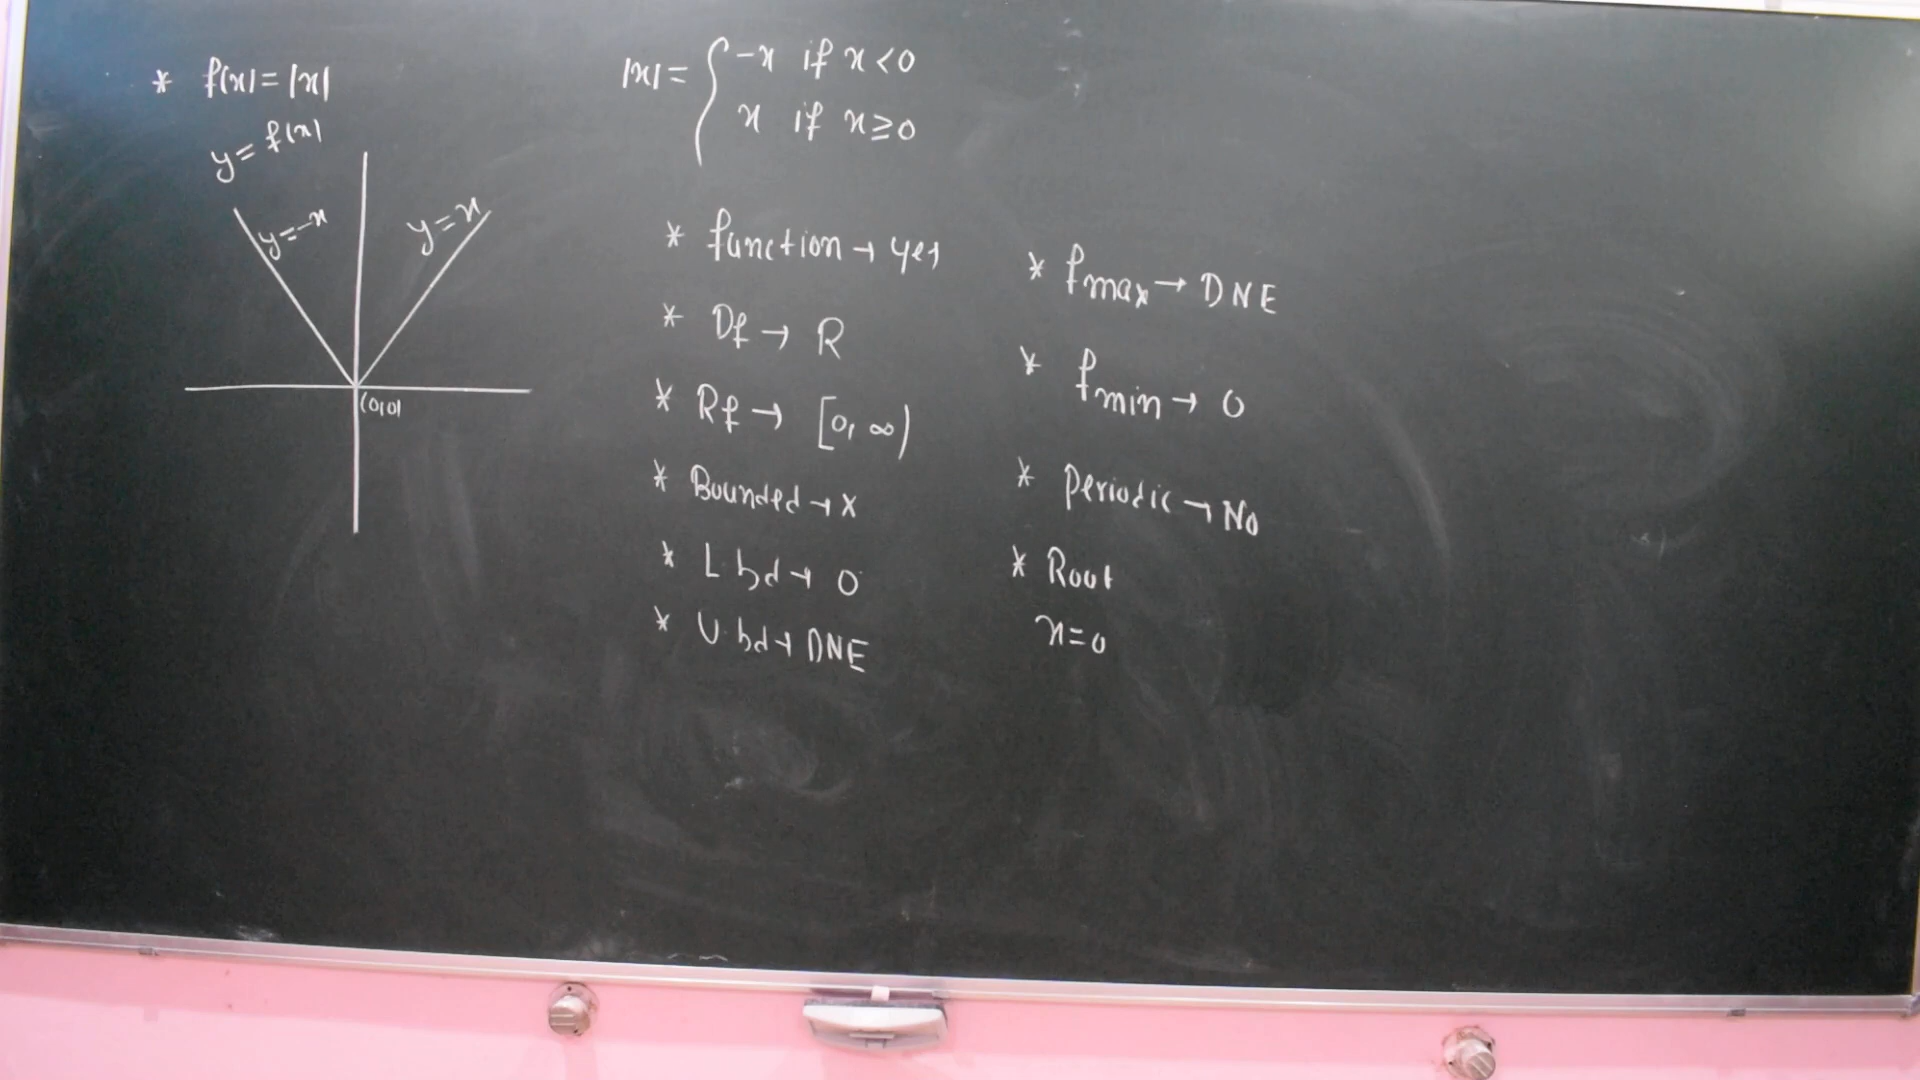 * f(x) = |x|
y = f(x)
y = -x
y = x
(0,0)
|x| = { -x if x < 0
x if x ≥ 0
* function → yes
* Df → R
* Rf → [0, ∞)
* Bounded → X
* L.bd → 0
* U.bd → DNE
* fmax → DNE
* fmin → 0
* Periodic → No
* Root
x = 0